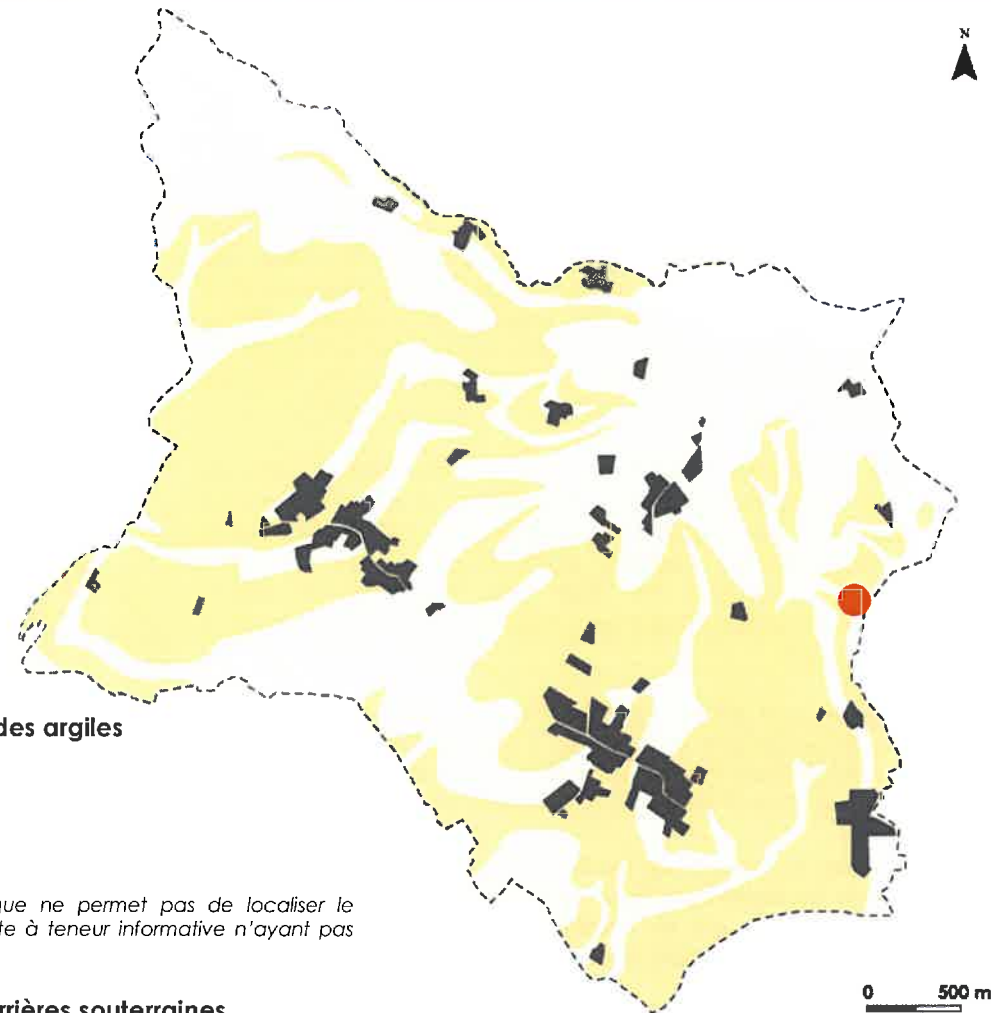 N
des argiles
que ne permet pas de localiser le
te à teneur informative n'ayant pas
rrières souterraines
0 500 m